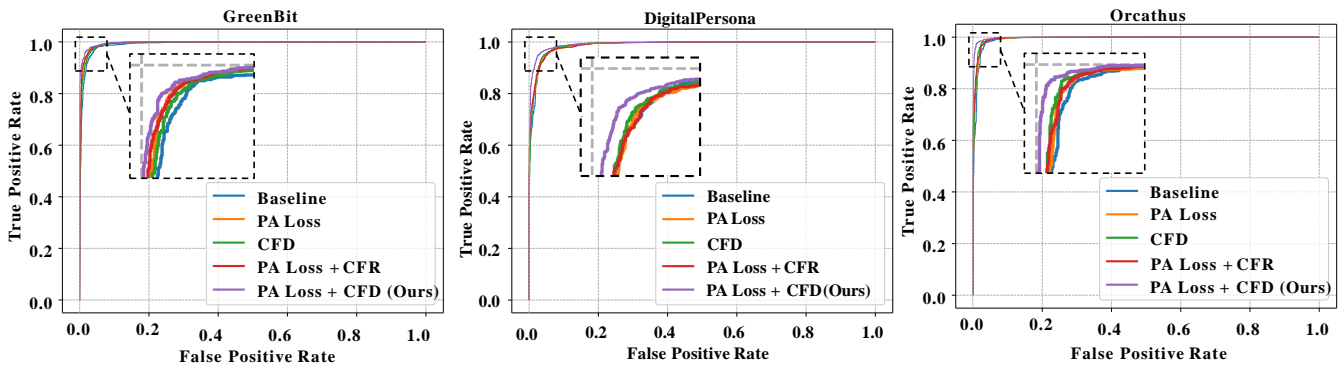 GreenBit
True Positive Rate
1.0
0.8
0.6
0.4
0.2
0.0
Baseline
PA Loss
CFD
PA Loss + CFR
PA Loss + CFD (Ours)
0.0 0.2 0.4 0.6 0.8 1.0
False Positive Rate
DigitalPersona
True Positive Rate
1.0
0.8
0.6
0.4
0.2
0.0
Baseline
PA Loss
CFD
PA Loss + CFR
PA Loss + CFD(Ours)
0.0 0.2 0.4 0.6 0.8 1.0
False Positive Rate
Orcathus
True Positive Rate
1.0
0.8
0.6
0.4
0.2
0.0
Baseline
PA Loss
CFD
PA Loss + CFR
PA Loss + CFD (Ours)
0.0 0.2 0.4 0.6 0.8 1.0
False Positive Rate